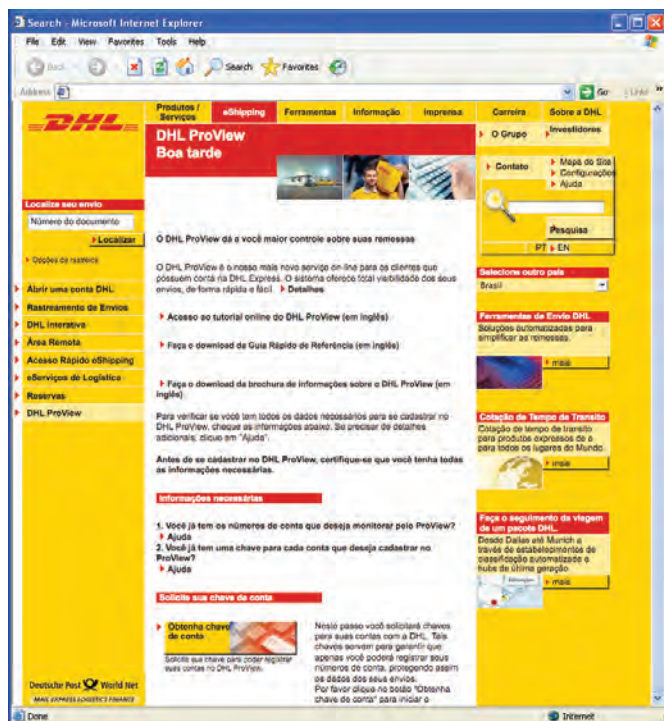 Search - Microsoft Internet Explorer
File Edit View Favorites Tools Help
Back Search Favorites
Address Go Links
DHL
Produtos / Serviços
eShipping
Ferramentas
Informação
Imprensa
Carreira
Sobre a DHL
DHL ProView
Boa tarde
O Grupo
Investidores
Contato
Mapa do Site
Configurações
Ajuda
Pesquisa
PT EN
Localize seu envio
Número do documento
Localizar
Opções de rastreio
Abrir uma conta DHL
Rastreamento de Envios
DHL Interativa
Área Remota
Acesso Rápido eShipping
eServiços de Logística
Reservas
DHL ProView
Deutsche Post World Net
MAIL EXPRESS LOGISTICS FINANCE
O DHL ProView dá a você maior controle sobre suas remessas
O DHL ProView é o nosso mais novo serviço on-line para os clientes que
possuem conta na DHL Express. O sistema oferece total visibilidade dos seus
envios, de forma rápida e fácil. Detalhes
Acesso ao tutorial online do DHL ProView (em inglês)
Faça o download da Guia Rápido de Referência (em inglês)
Faça o download da brochura de informações sobre o DHL ProView (em
inglês)
Para verificar se você tem todos os dados necessários para se cadastrar no
DHL ProView, cheque as informações abaixo. Se precisar de detalhes
adicionais, clique em "Ajuda".
Antes de se cadastrar no DHL ProView, certifique-se que você tenha todas
as informações necessárias.
Informações necessárias
1. Você já tem os números de conta que deseja monitorar pelo ProView?
Ajuda
2. Você já tem uma chave para cada conta que deseja cadastrar no
ProView?
Ajuda
Solicite sua chave de conta
Obtenha chave
de conta
Solicite sua chave para poder registrar
suas contas no DHL ProView.
Neste passo você solicitará chaves
para suas contas com a DHL. Tais
chaves servem para garantir que
apenas você poderá registrar seus
números de conta, protegendo assim
os dados dos seus envios.
Por favor clique no botão "Obtenha
chave de conta" para iniciar o
Selecione outro país
Brasil
Ferramentas de Envio DHL
Soluções automatizadas para
simplificar as remessas.
mais
Cotação de Tempo de Transito
Cotação de tempo de transito
para produtos expressos de e
para todos os lugares do Mundo.
mais
Faça o seguimento da viagem
de um pacote DHL.
Desde Dallas até Munich a
través de estabelecimentos de
classificação automatizada e
hubs de última geração.
mais
Done
Internet